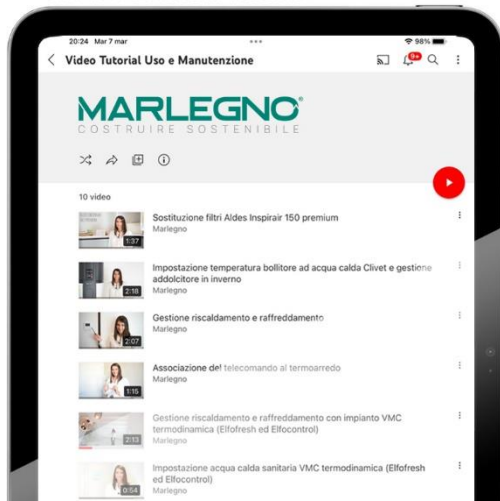 20:24 Mar 7 mar
98%
Video Tutorial Uso e Manutenzione
9+
MARLEGNO
COSTRUIRE SOSTENIBILE
10 video
Sostituzione filtri Aldes Inspirair 150 premium
Marlegno
1:37
Impostazione temperatura bollitore ad acqua calda Clivet e gestione
addolcitore in inverno
Marlegno
2:18
Gestione riscaldamento e raffreddamento
Marlegno
2:07
Associazione del telecomando al termoarredo
Marlegno
1:15
Gestione riscaldamento e raffreddamento con impianto VMC
termodinamica (Elfofresh ed Elfocontrol)
Marlegno
2:13
Impostazione acqua calda sanitaria VMC termodinamica (Elfofresh
ed Elfocontrol)
Marlegno
0:54